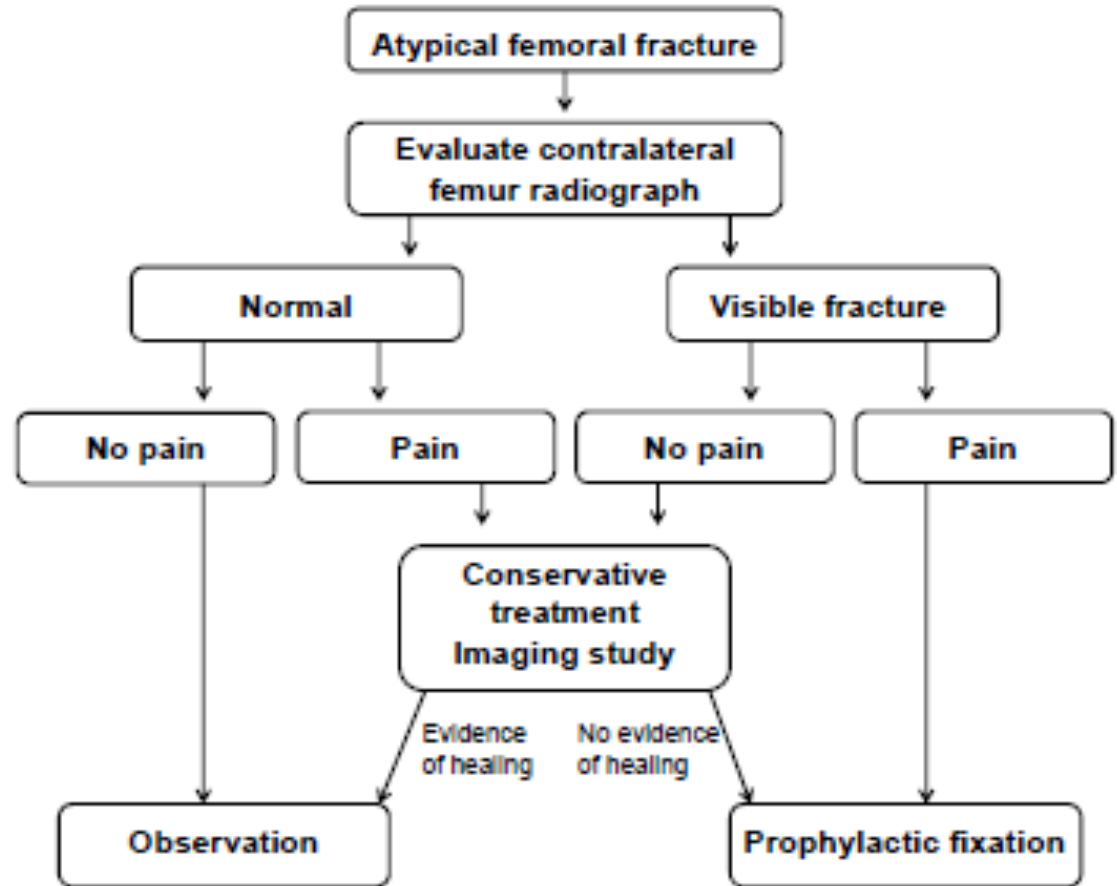 Atypical femoral fracture
Evaluate contralateral
femur radiograph
Normal
Visible fracture
No pain
Pain
No pain
Pain
Conservative
treatment
Imaging study
Evidence
of healing
No evidence
of healing
Observation
Prophylactic fixation